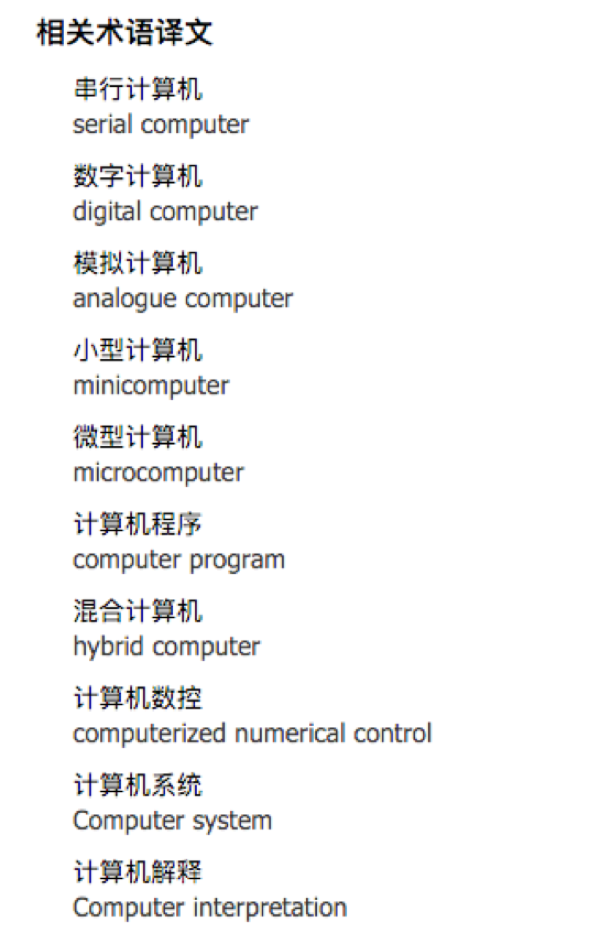 相关术语译文
串行计算机
serial computer
数字计算机
digital computer
模拟计算机
analogue computer
小型计算机
minicomputer
微型计算机
microcomputer
计算机程序
computer program
混合计算机
hybrid computer
计算机数控
computerized numerical control
计算机系统
Computer system
计算机解释
Computer interpretation